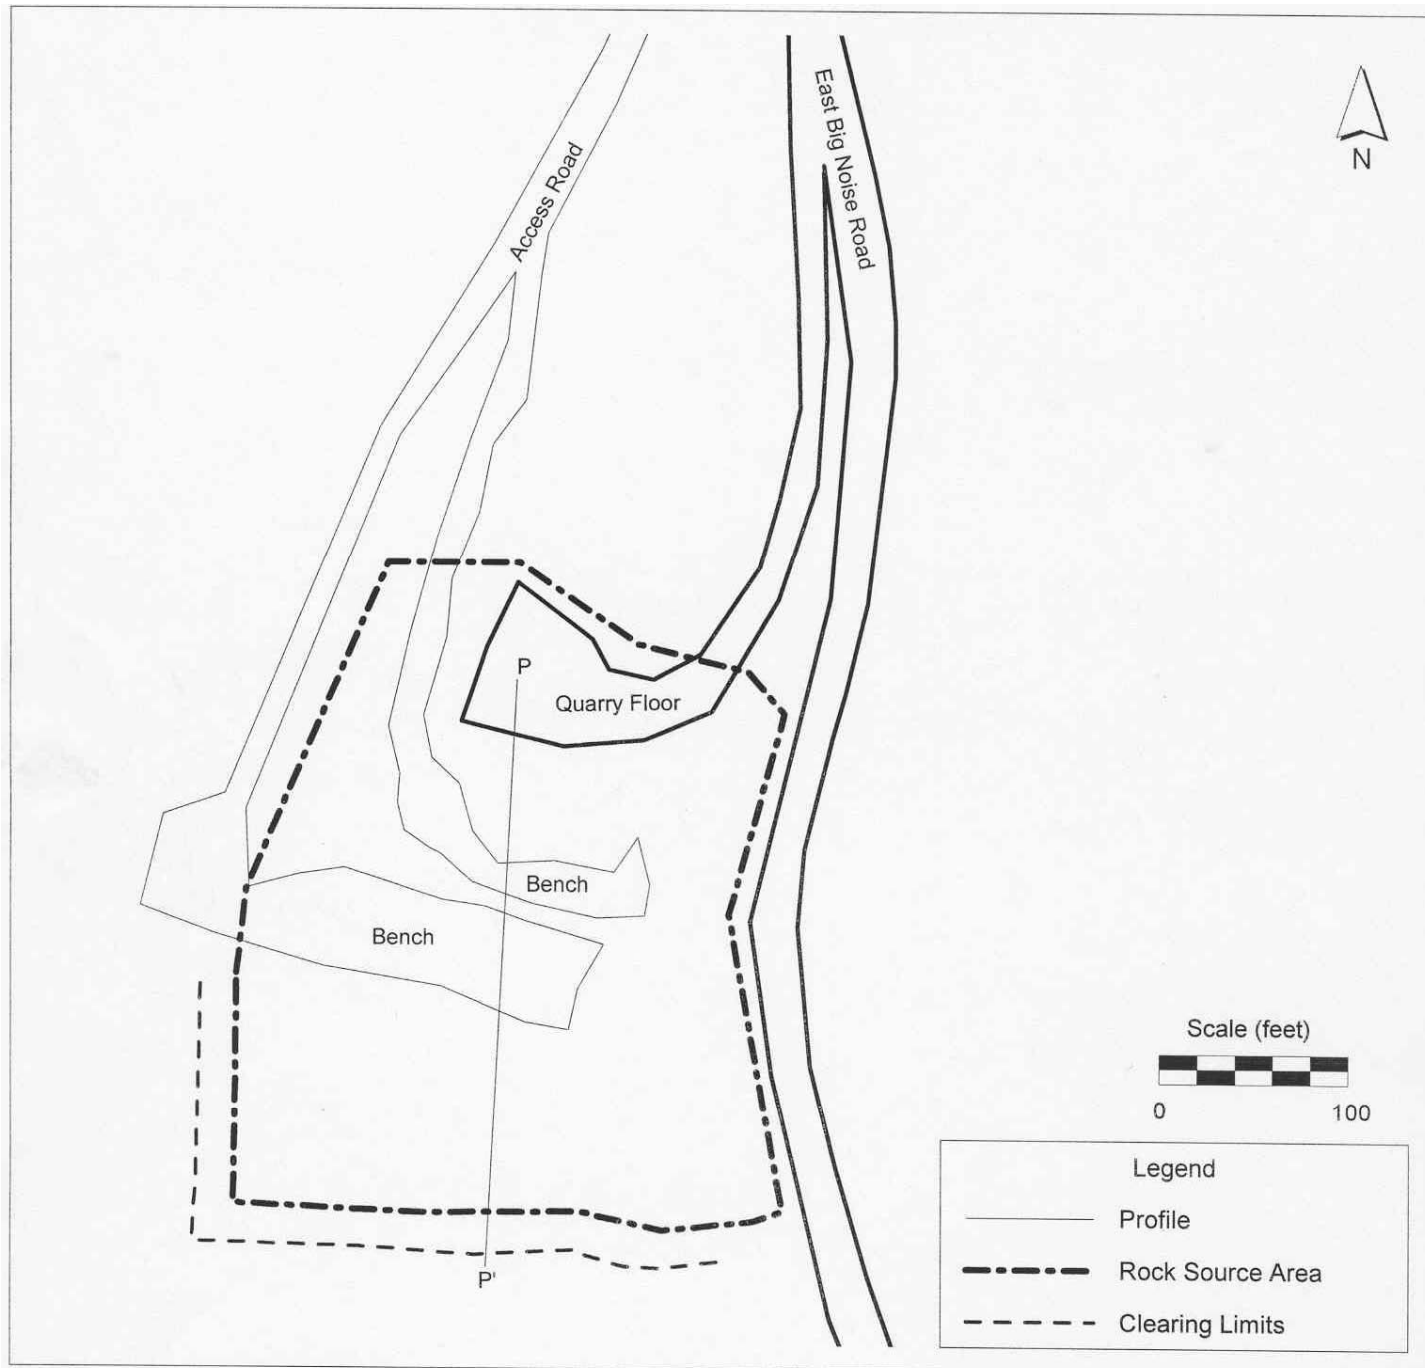 East Big Noise Road
N
Access Road
P
Quarry Floor
Bench
Bench
Scale (feet)
0 100
Legend
Profile
Rock Source Area
P'
Clearing Limits